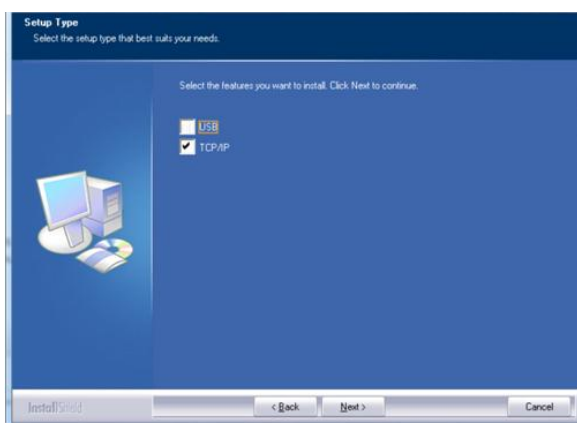 Setup Type
Select the setup type that best suits your needs.
Select the features you want to install. Click Next to continue.
USB
TCP/IP
InstallShield
< Back
Next >
Cancel